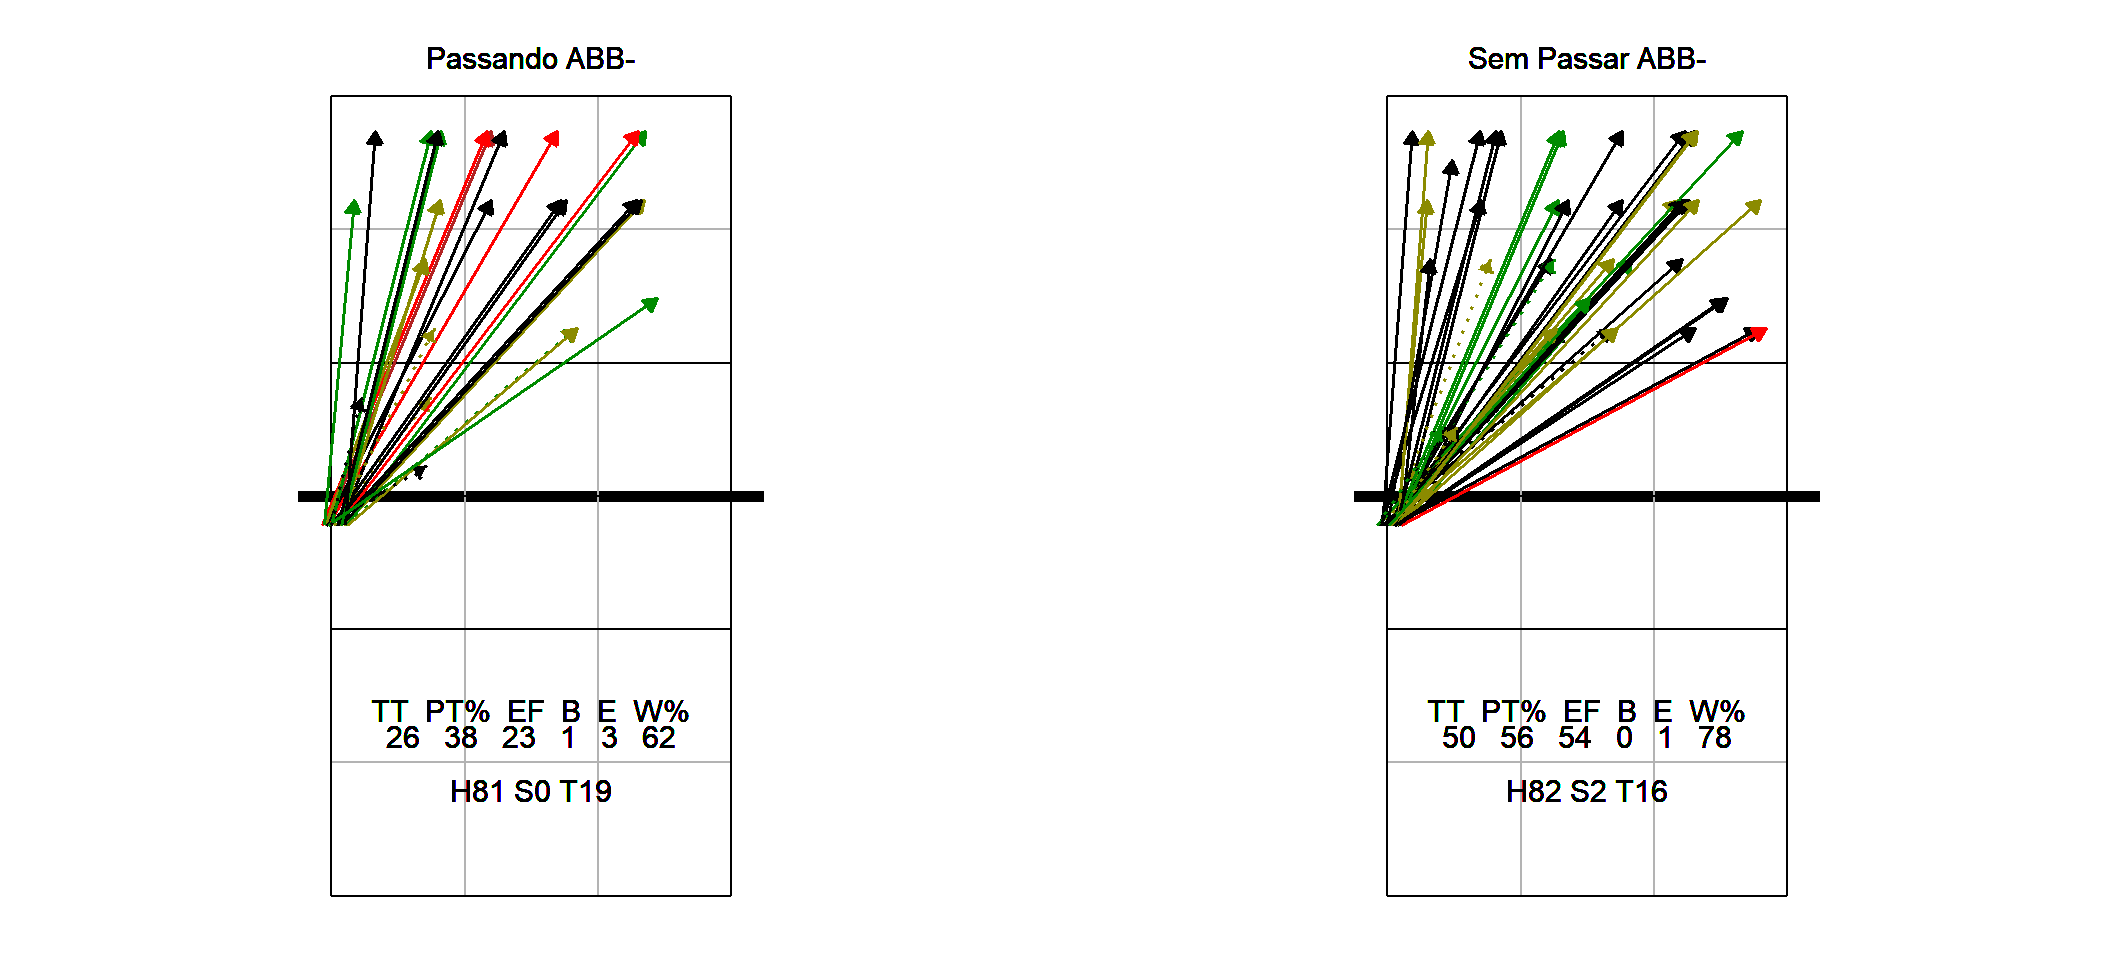 Passando ABB-
TT PT% EF B E W%
26 38 23 1 3 62
H81 S0 T19
Sem Passar ABB-
TT PT% EF B E W%
50 56 54 0 1 78
H82 S2 T16